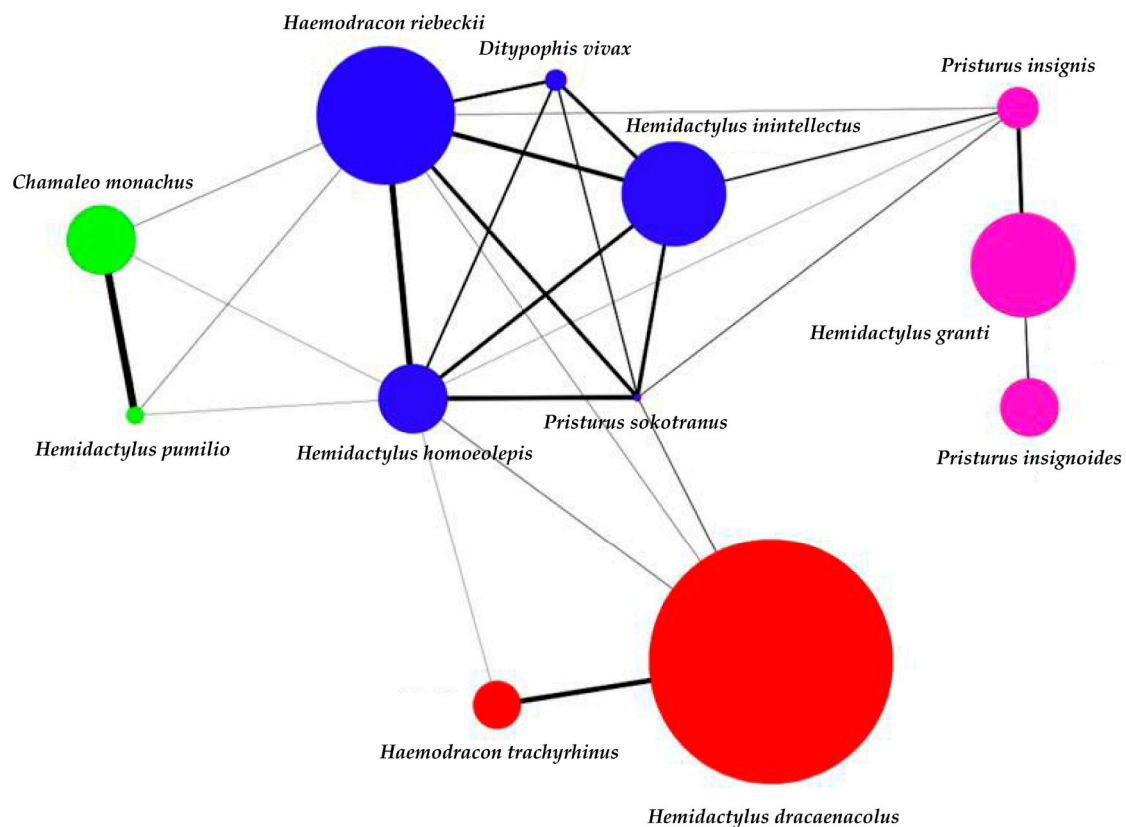 Haemodracon riebeckii
Ditypophis vivax
Pristurus insignis
Hemidactylus inintellectus
Chamaleo monachus
Hemidactylus granti
Pristurus sokotranus
Hemidactylus pumilio
Hemidactylus homoeolepis
Pristurus insignoides
Haemodracon trachyrhinus
Hemidactylus dracaenacolus